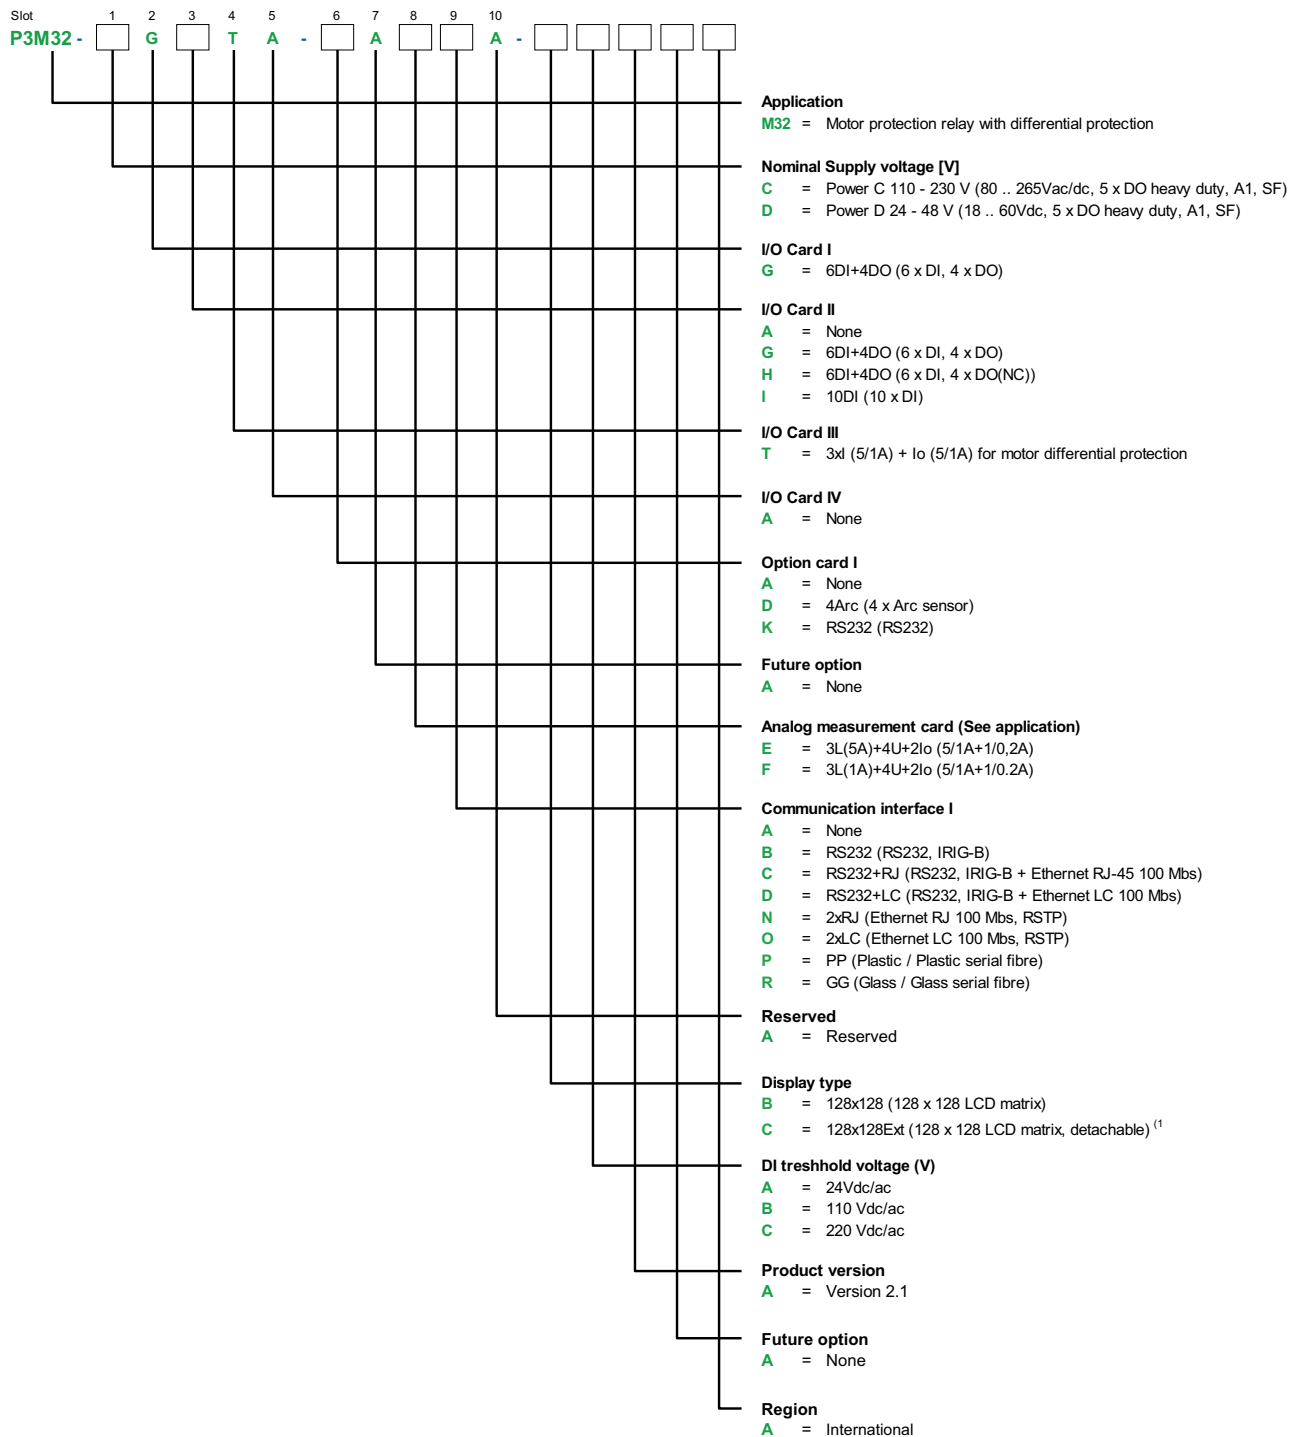 Slot 1 2 3 4 5 6 7 8 9 10
P3M32 - G T A - A A -
Application
M32 = Motor protection relay with differential protection
Nominal Supply voltage [V]
C = Power C 110 - 230 V (80 .. 265Vac/dc, 5 x DO heavy duty, A1, SF)
D = Power D 24 - 48 V (18 .. 60Vdc, 5 x DO heavy duty, A1, SF)
I/O Card I
G = 6DI+4DO (6 x DI, 4 x DO)
I/O Card II
A = None
G = 6DI+4DO (6 x DI, 4 x DO)
H = 6DI+4DO (6 x DI, 4 x DO(NC))
I = 10DI (10 x DI)
I/O Card III
T = 3xI (5/1A) + Io (5/1A) for motor differential protection
I/O Card IV
A = None
Option card I
A = None
D = 4Arc (4 x Arc sensor)
K = RS232 (RS232)
Future option
A = None
Analog measurement card (See application)
E = 3L(5A)+4U+2Io (5/1A+1/0,2A)
F = 3L(1A)+4U+2Io (5/1A+1/0.2A)
Communication interface I
A = None
B = RS232 (RS232, IRIG-B)
C = RS232+RJ (RS232, IRIG-B + Ethernet RJ-45 100 Mbs)
D = RS232+LC (RS232, IRIG-B + Ethernet LC 100 Mbs)
N = 2xRJ (Ethernet RJ 100 Mbs, RSTP)
O = 2xLC (Ethernet LC 100 Mbs, RSTP)
P = PP (Plastic / Plastic serial fibre)
R = GG (Glass / Glass serial fibre)
Reserved
A = Reserved
Display type
B = 128x128 (128 x 128 LCD matrix)
C = 128x128Ext (128 x 128 LCD matrix, detachable) (1
DI treshhold voltage (V)
A = 24Vdc/ac
B = 110 Vdc/ac
C = 220 Vdc/ac
Product version
A = Version 2.1
Future option
A = None
Region
A = International